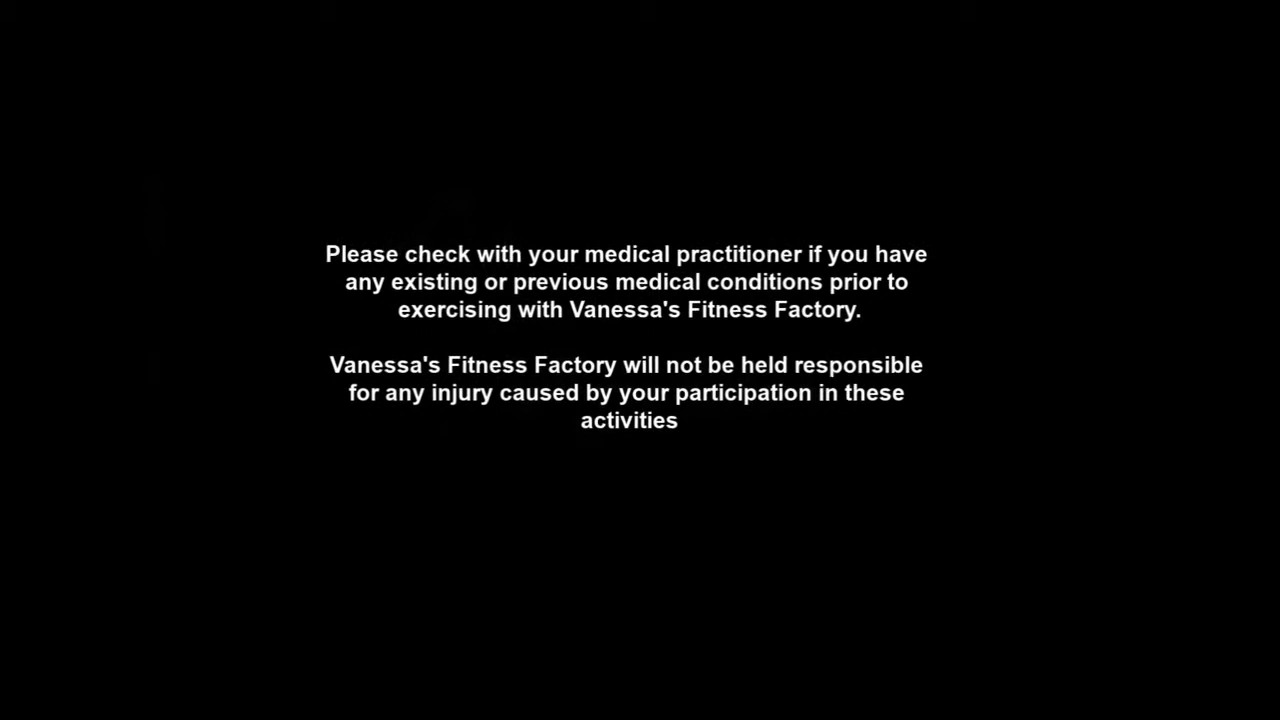 Please check with your medical practitioner if you have
any existing or previous medical conditions prior to
exercising with Vanessa's Fitness Factory.
Vanessa's Fitness Factory will not be held responsible
for any injury caused by your participation in these
activities